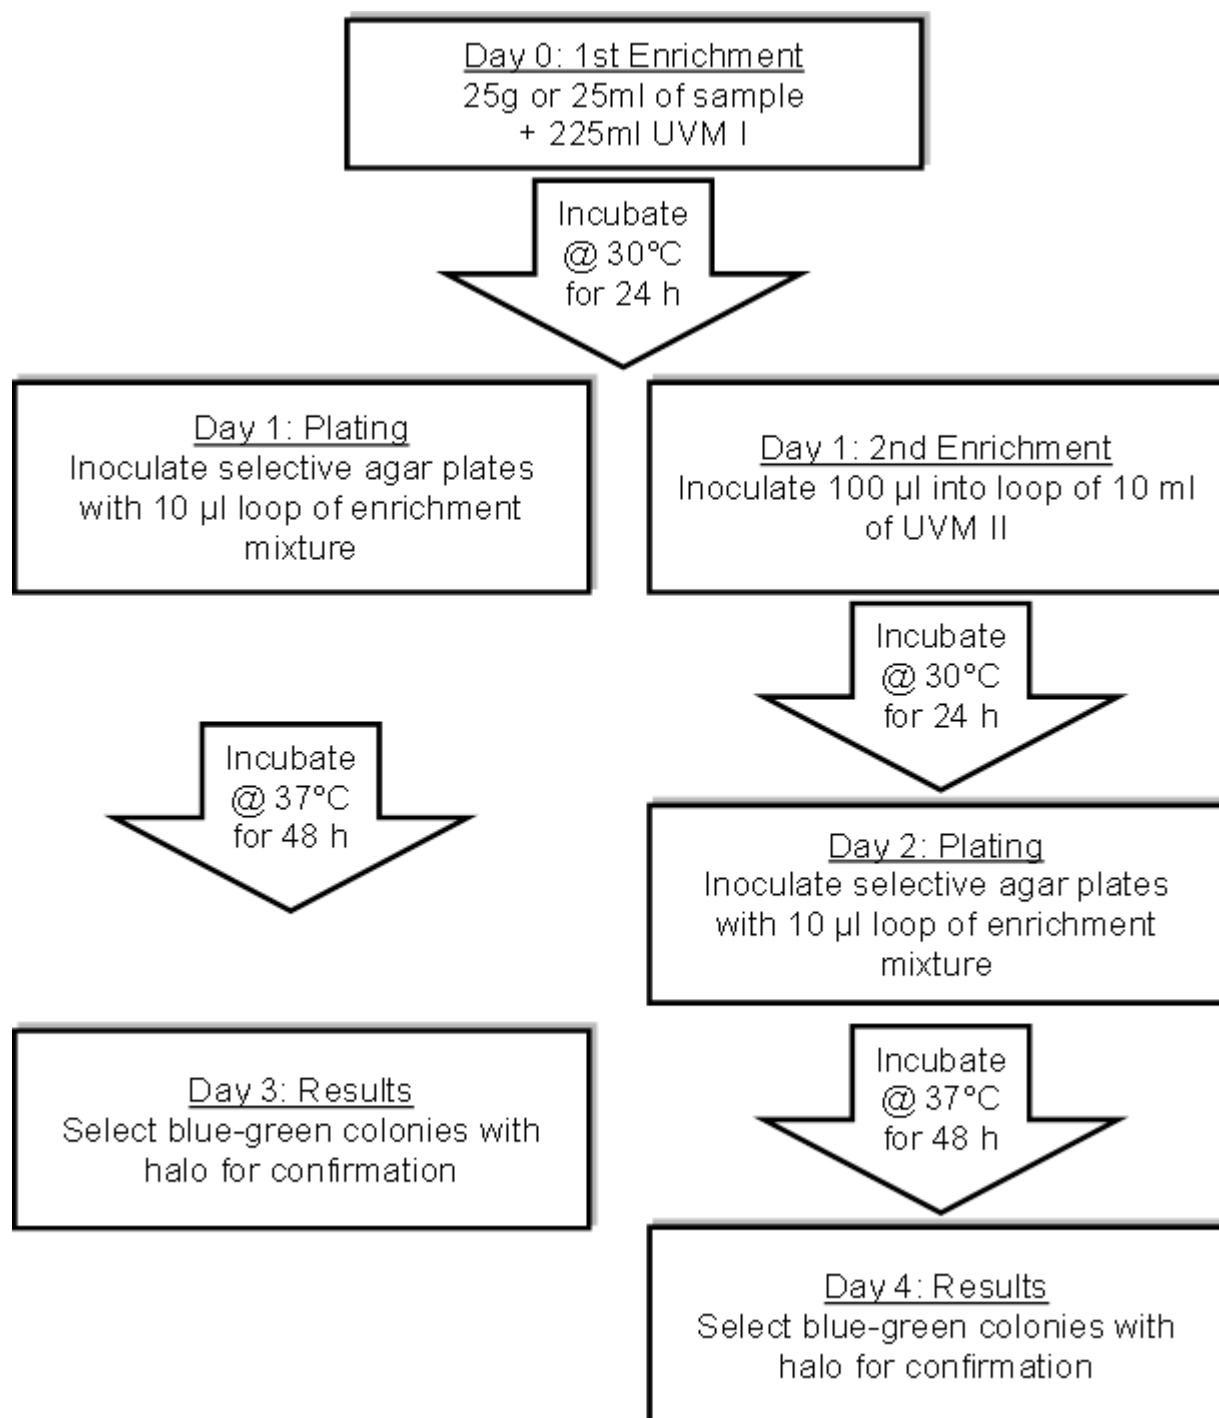 Day 0: 1st Enrichment
25g or 25ml of sample
+ 225ml UVM I
Incubate
@ 30°C
for 24 h
Day 1: Plating
Inoculate selective agar plates
with 10 µl loop of enrichment
mixture
Day 1: 2nd Enrichment
Inoculate 100 µl into loop of 10 ml
of UVM II
Incubate
@ 37°C
for 48 h
Incubate
@ 30°C
for 24 h
Day 2: Plating
Inoculate selective agar plates
with 10 µl loop of enrichment
mixture
Day 3: Results
Select blue-green colonies with
halo for confirmation
Incubate
@ 37°C
for 48 h
Day 4: Results
Select blue-green colonies with
halo for confirmation